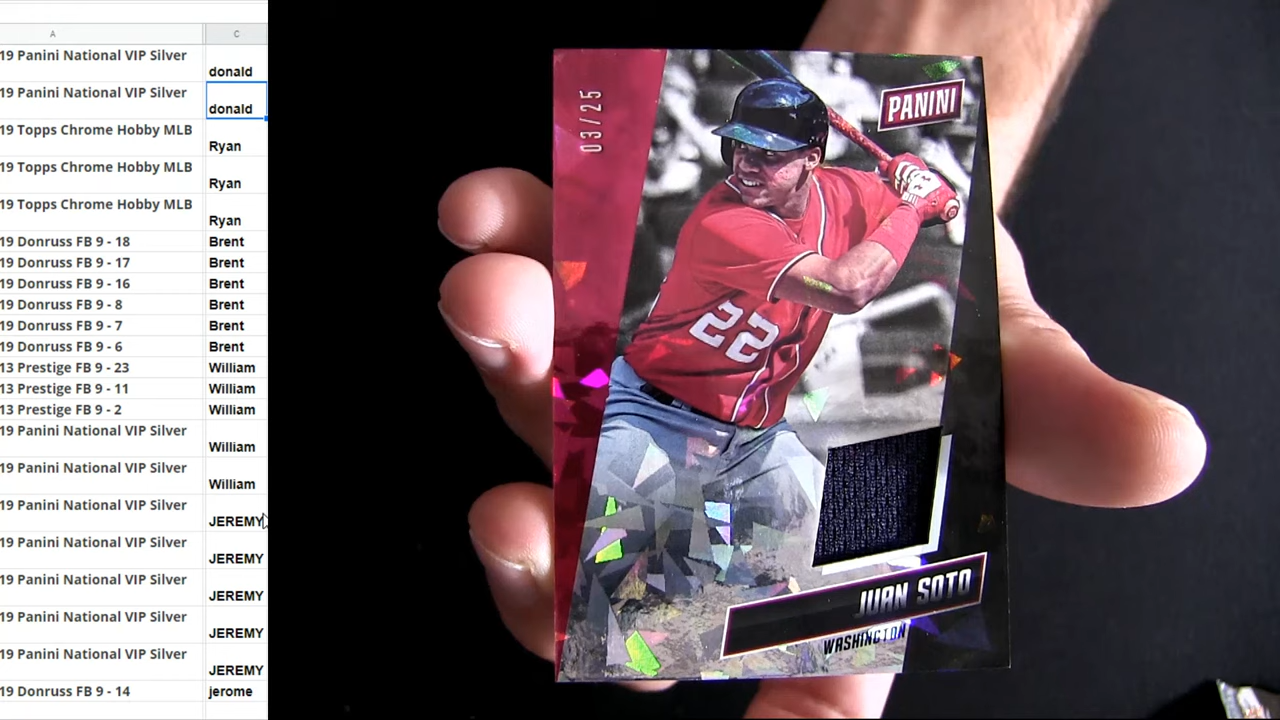 A C
19 Panini National VIP Silver
donald
19 Panini National VIP Silver
donald
19 Topps Chrome Hobby MLB
Ryan
19 Topps Chrome Hobby MLB
Ryan
19 Topps Chrome Hobby MLB
Ryan
19 Donruss FB 9 - 18 Brent
19 Donruss FB 9 - 17 Brent
19 Donruss FB 9 - 16 Brent
19 Donruss FB 9 - 8 Brent
19 Donruss FB 9 - 7 Brent
19 Donruss FB 9 - 6 Brent
13 Prestige FB 9 - 23 William
13 Prestige FB 9 - 11 William
13 Prestige FB 9 - 2 William
19 Panini National VIP Silver
William
19 Panini National VIP Silver
William
19 Panini National VIP Silver
JEREMY
19 Panini National VIP Silver
JEREMY
19 Panini National VIP Silver
JEREMY
19 Panini National VIP Silver
JEREMY
19 Panini National VIP Silver
JEREMY
19 Donruss FB 9 - 14 jerome
03/25
PANINI
22
JUAN SOTO
WASHINGTON